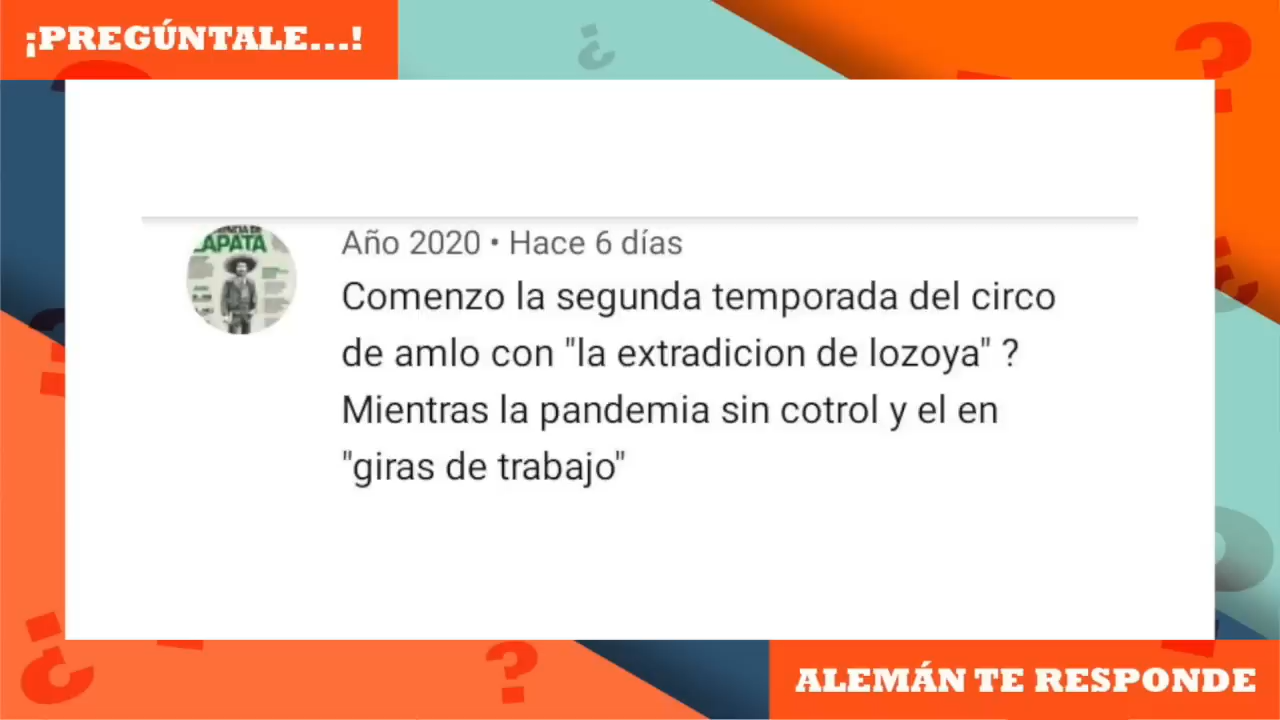 ¡PREGÚNTALE...!
APATA
Año 2020 • Hace 6 días
Comenzo la segunda temporada del circo
de amlo con "la extradicion de lozoya" ?
Mientras la pandemia sin cotrol y el en
"giras de trabajo"
ALEMÁN TE RESPONDE